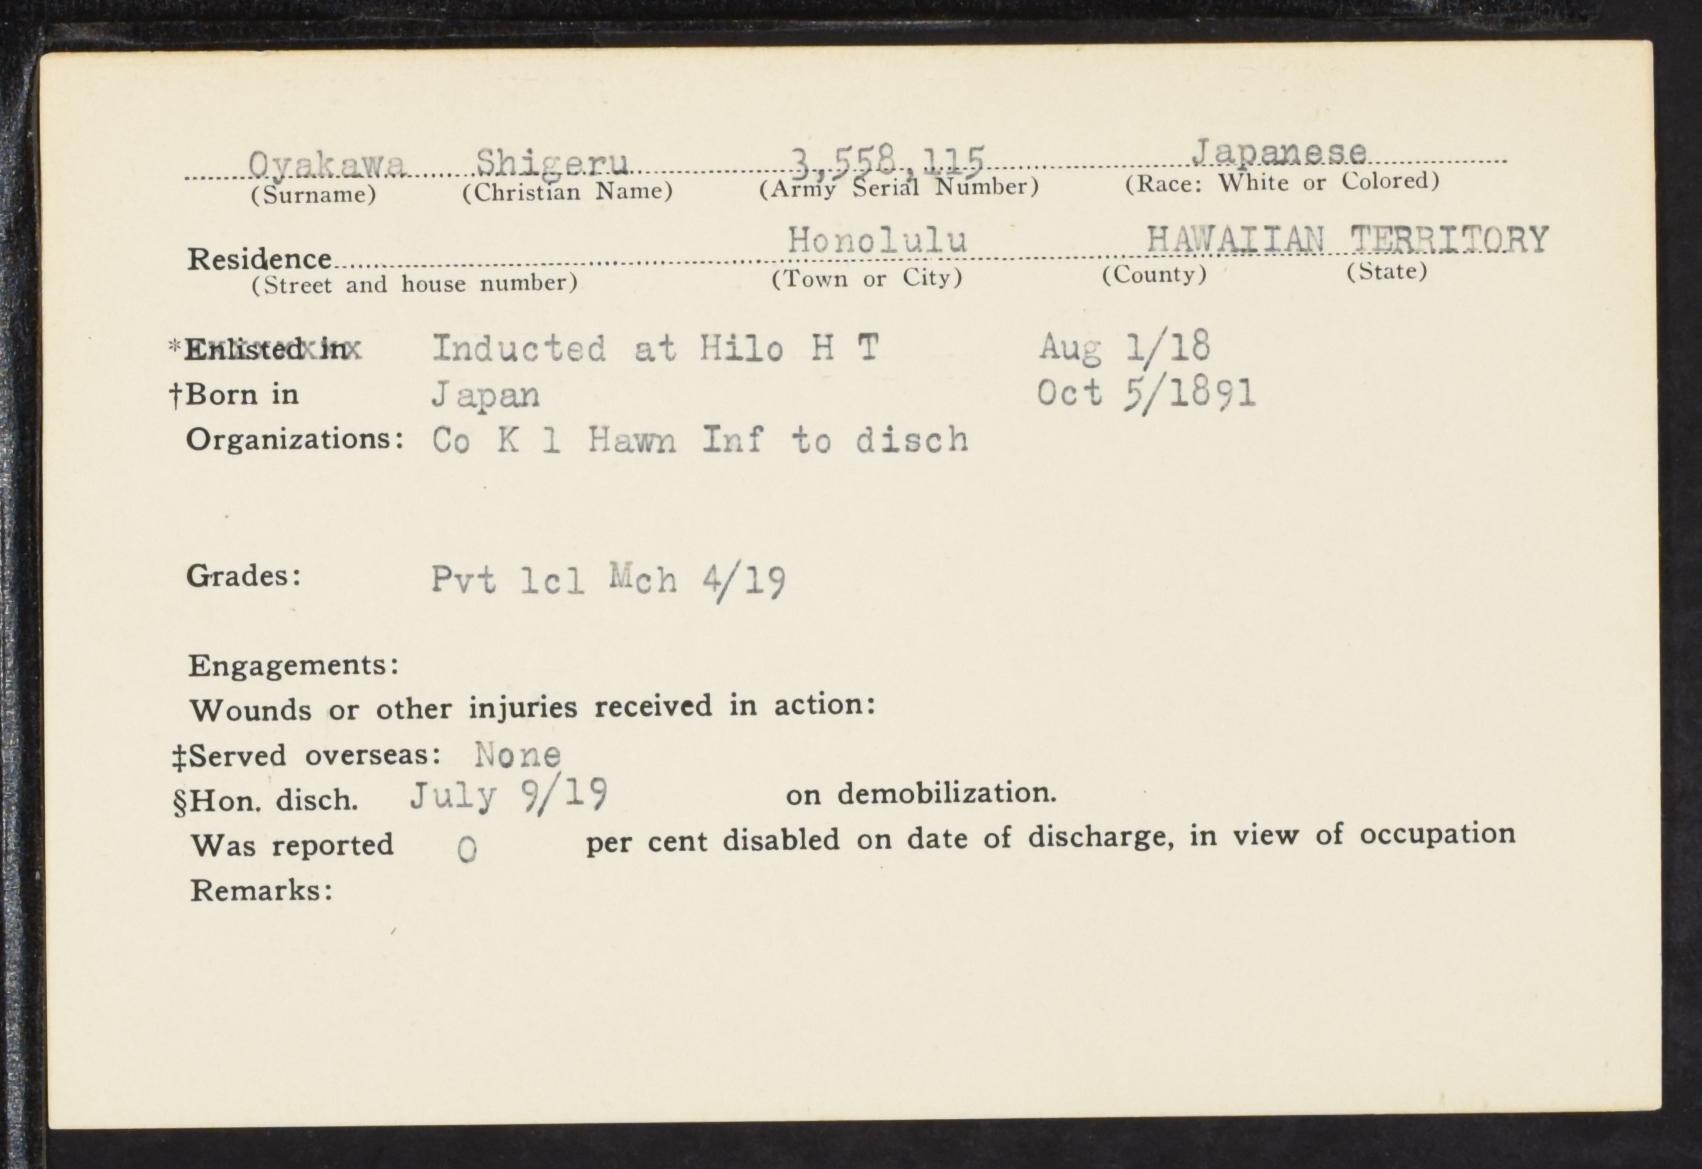 Oyakawa Shigeru 3,558,115 Japanese
(Surname) (Christian Name) (Army Serial Number) (Race: White or Colored)
Residence Honolulu HAWAIIAN TERRITORY
(Street and house number) (Town or City) (County) (State)
*Enlisted in Inducted at Hilo H T Aug 1/18
†Born in Japan Oct 5/1891
Organizations: Co K 1 Hawn Inf to disch
Grades: Pvt 1cl Mch 4/19
Engagements:
Wounds or other injuries received in action:
‡Served overseas: None
§Hon. disch. July 9/19 on demobilization.
Was reported 0 per cent disabled on date of discharge, in view of occupation
Remarks: